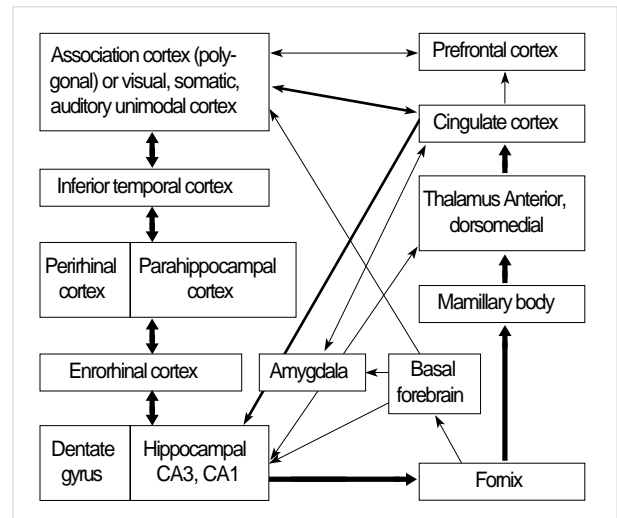 Association cortex (poly-
gonal) or visual, somatic,
auditory unimodal cortex
Prefrontal cortex
Cingulate cortex
Inferior temporal cortex
Thalamus Anterior,
dorsomedial
Perirhinal
cortex
Parahippocampal
cortex
Mamillary body
Enrorhinal cortex
Amygdala
Basal
forebrain
Dentate
gyrus
Hippocampal
CA3, CA1
Fornix